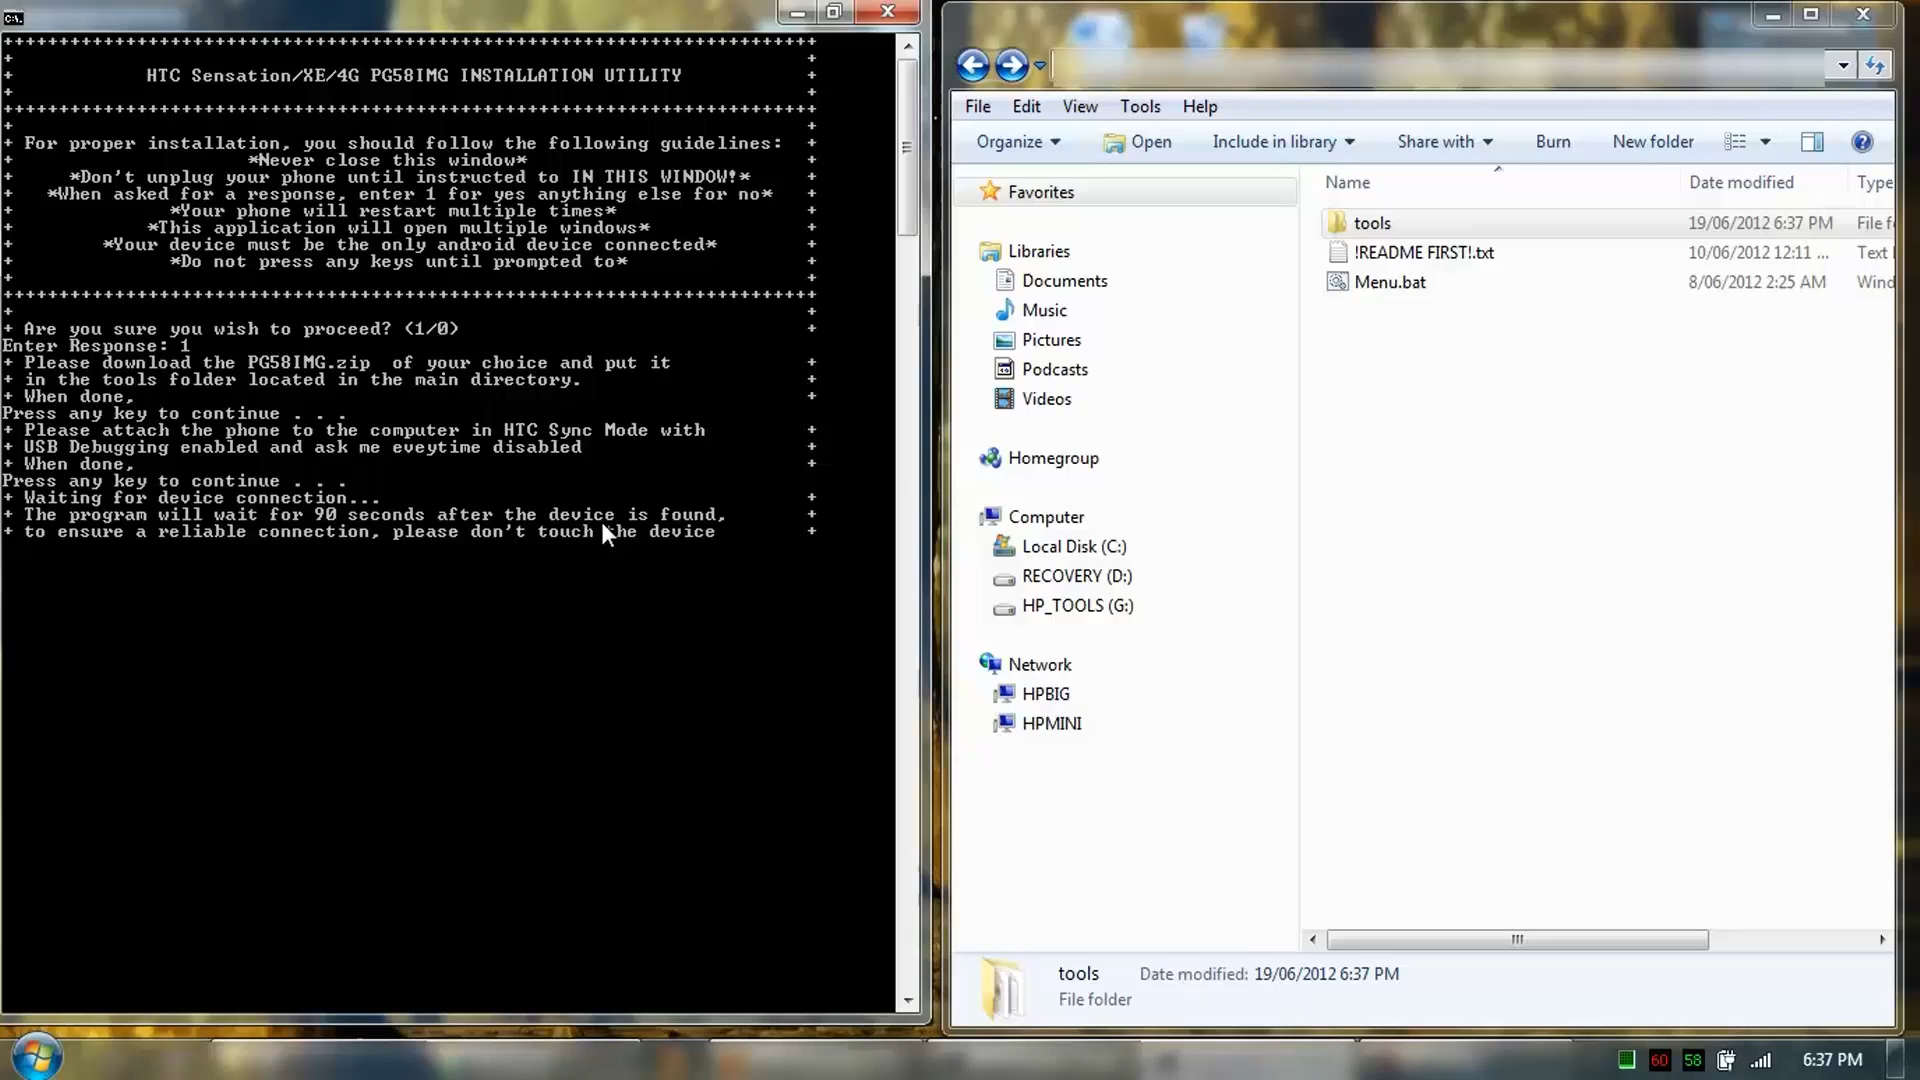 HTC Sensation/XE/4G PG58IMG INSTALLATION UTILITY
For proper installation, you should follow the following guidelines:
*Never close this window*
*Don't unplug your phone until instructed to IN THIS WINDOW!*
*When asked for a response, enter 1 for yes anything else for no*
*Your phone will restart multiple times*
*This application will open multiple windows*
*Your device must be the only android device connected*
*Do not press any keys until prompted to*
+ Are you sure you wish to proceed? (1/0)
Enter Response: 1
+ Please download the PG58IMG.zip  of your choice and put it
+ in the tools folder located in the main directory.
+ When done,
Press any key to continue . . .
+ Please attach the phone to the computer in HTC Sync Mode with
+ USB Debugging enabled and ask me eveytime disabled
+ When done,
Press any key to continue . . .
+ Waiting for device connection...
+ The program will wait for 90 seconds after the device is found,
+ to ensure a reliable connection, please don't touch the device
File Edit View Tools Help
Organize Open Include in library Share with Burn New folder
Favorites
Libraries
Documents
Music
Pictures
Podcasts
Videos
Homegroup
Computer
Local Disk (C:)
RECOVERY (D:)
HP_TOOLS (G:)
Network
HPBIG
HPMINI
Name Date modified Type
tools 19/06/2012 6:37 PM File f
!README FIRST!.txt 10/06/2012 12:11 ... Text
Menu.bat 8/06/2012 2:25 AM Wind
tools Date modified: 19/06/2012 6:37 PM
File folder
60 58 6:37 PM